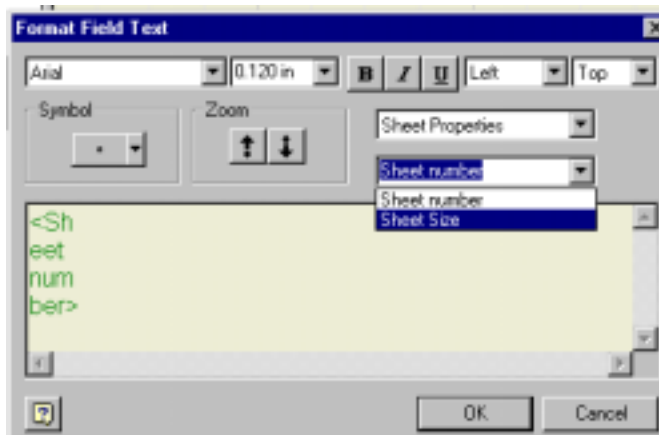 Format Field Text
Arial 0.120 in B I U Left Top
Symbol Zoom
Sheet Properties
Sheet number
Sheet number
Sheet Size
<Sh
eet
num
ber>
OK Cancel